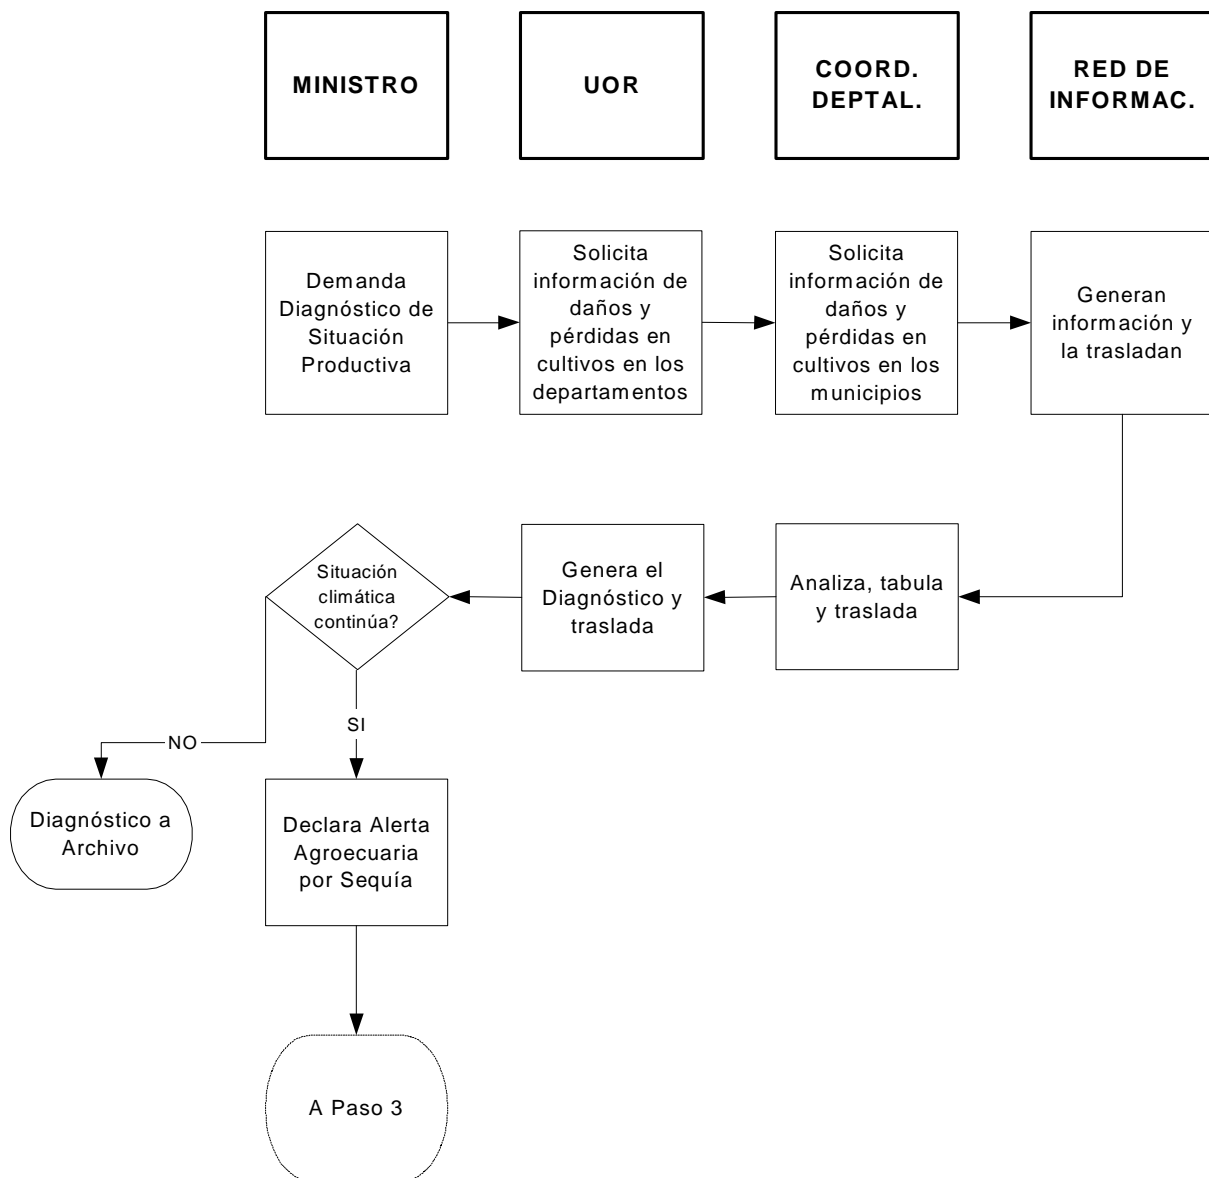 MINISTRO
UOR
COORD.
DEPTAL.
RED DE
INFORMAC.
Demanda
Diagnóstico de
Situación
Productiva
Solicita
información de
daños y
pérdidas en
cultivos en los
departamentos
Solicita
información de
daños y
pérdidas en
cultivos en los
municipios
Generan
información y
la trasladan
Situación
climática
continúa?
Genera el
Diagnóstico y
traslada
Analiza, tabula
y traslada
SI
NO
Diagnóstico a
Archivo
Declara Alerta
Agroecuaria
por Sequía
A Paso 3